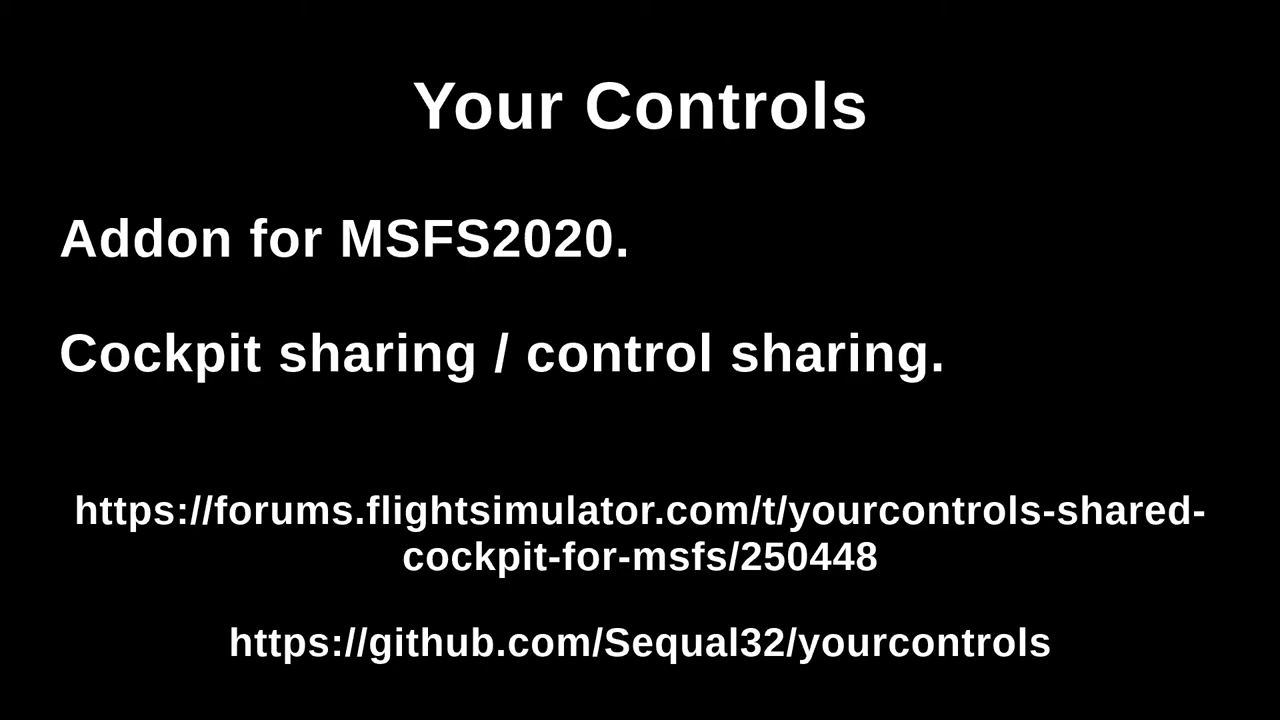 Your Controls
Addon for MSFS2020.
Cockpit sharing / control sharing.
https://forums.flightsimulator.com/t/yourcontrols-shared-
cockpit-for-msfs/250448
https://github.com/Sequal32/yourcontrols